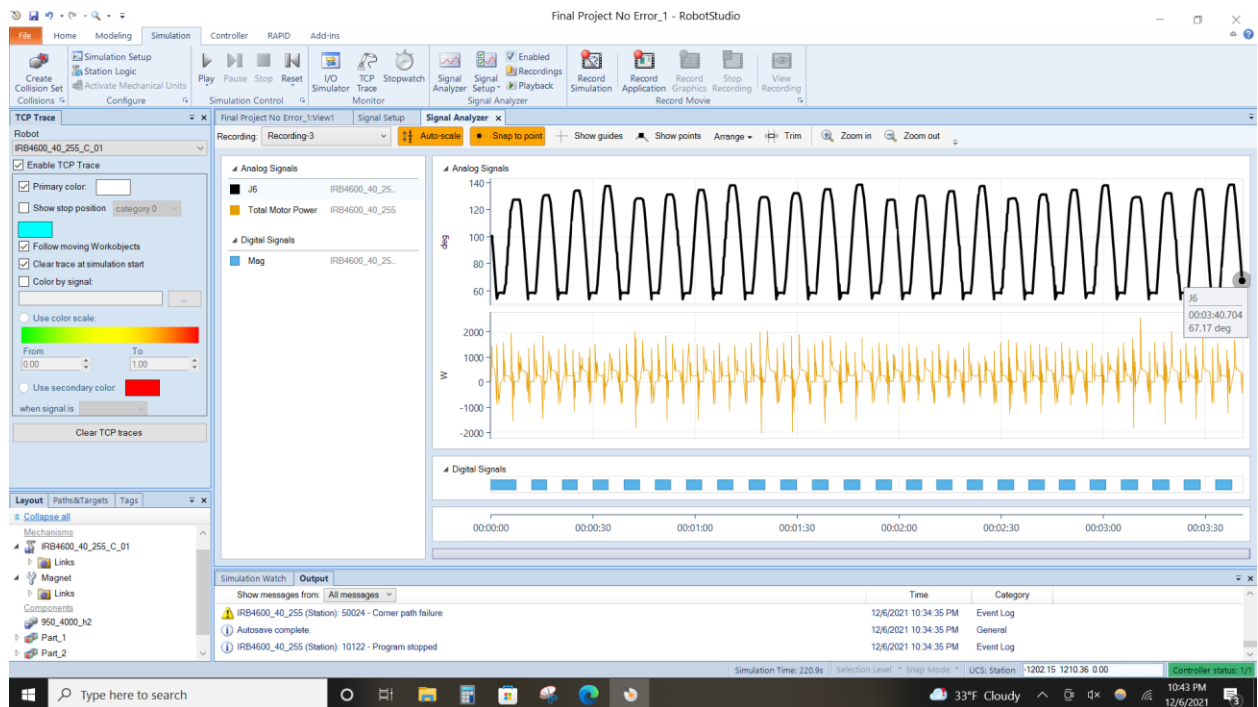 Final Project No Error_1 - RobotStudio
File Home Modeling Simulation Controller RAPID Add-Ins
Create Collision Set
Simulation Setup
Station Logic
Activate Mechanical Units
Play Pause Stop Reset
I/O Simulator
TCP Trace
Stopwatch
Signal Analyzer
Signal Setup
Enabled
Recordings
Playback
Record Simulation
Record Application
Record Graphics
Stop Recording
View Recording
Collisions Configure Simulation Control Monitor Signal Analyzer Record Movie
TCP Trace
Robot
IRB4600_40_255_C_01
Enable TCP Trace
Primary color:
Show stop position category 0
Follow moving Workobjects
Clear trace at simulation start
Color by signal:
...
Use color scale:
From To
0.00 1.00
Use secondary color:
when signal is
Clear TCP traces
Layout Paths&Targets Tags
Collapse all
Mechanisms
IRB4600_40_255_C_01
Links
Magnet
Links
Components
950_4000_h2
Part_1
Part_2
Final Project No Error_1:View1 Signal Setup Signal Analyzer
Recording: Recording-3 Auto-scale Snap to point Show guides Show points Arrange Trim Zoom in Zoom out
Analog Signals
J6 IRB4600_40_25...
Total Motor Power IRB4600_40_255
Digital Signals
Mag IRB4600_40_25...
Analog Signals
140
120
deg 100
80
60
J6
00:03:40.704
67.17 deg
2000
1000
W 0
-1000
-2000
Digital Signals
00:00:00 00:00:30 00:01:00 00:01:30 00:02:00 00:02:30 00:03:00 00:03:30
Simulation Watch Output
Show messages from: All messages Time Category
IRB4600_40_255 (Station): 50024 - Corner path failure 12/6/2021 10:34:35 PM Event Log
Autosave complete. 12/6/2021 10:34:35 PM General
IRB4600_40_255 (Station): 10122 - Program stopped 12/6/2021 10:34:35 PM Event Log
Simulation Time: 220.9s Selection Level Snap Mode UCS: Station -1202.15 1210.36 0.00 Controller status: 1/1
Type here to search
33°F Cloudy
10:43 PM
12/6/2021
3